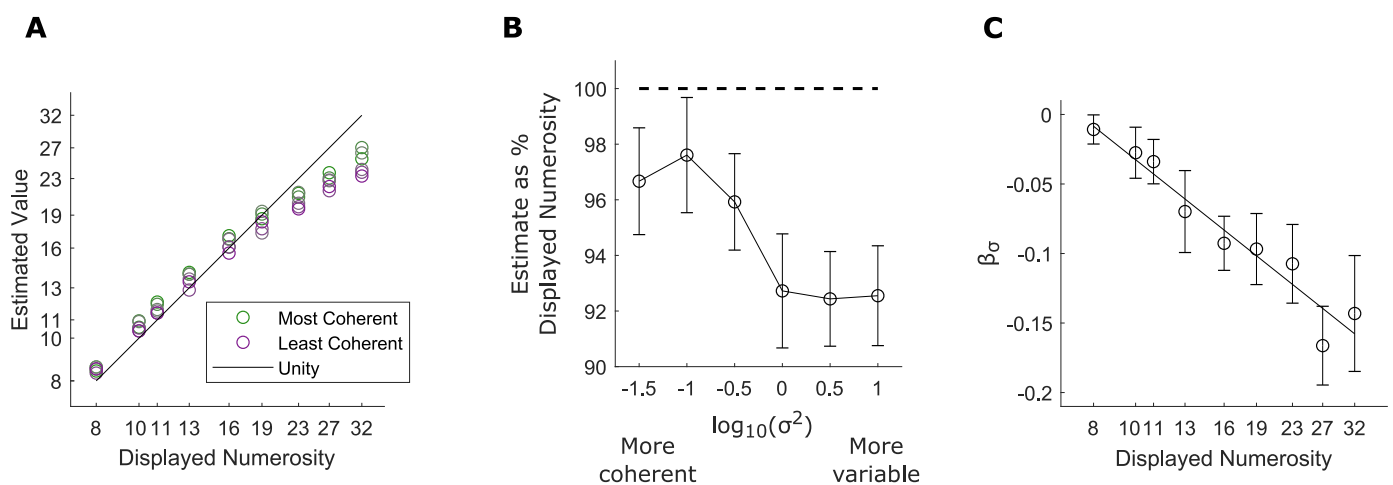 A
Estimated Value
32
27
23
19
16
13
11
10
8
Most Coherent
Least Coherent
Unity
8 10 11 13 16 19 23 27 32
Displayed Numerosity
B
Estimate as %
Displayed Numerosity
100
98
96
94
92
90
-1.5 -1 -0.5 0 0.5 1
log₁₀(σ²)
More
coherent
More
variable
C
βσ
0
-0.05
-0.1
-0.15
-0.2
8 10 11 13 16 19 23 27 32
Displayed Numerosity